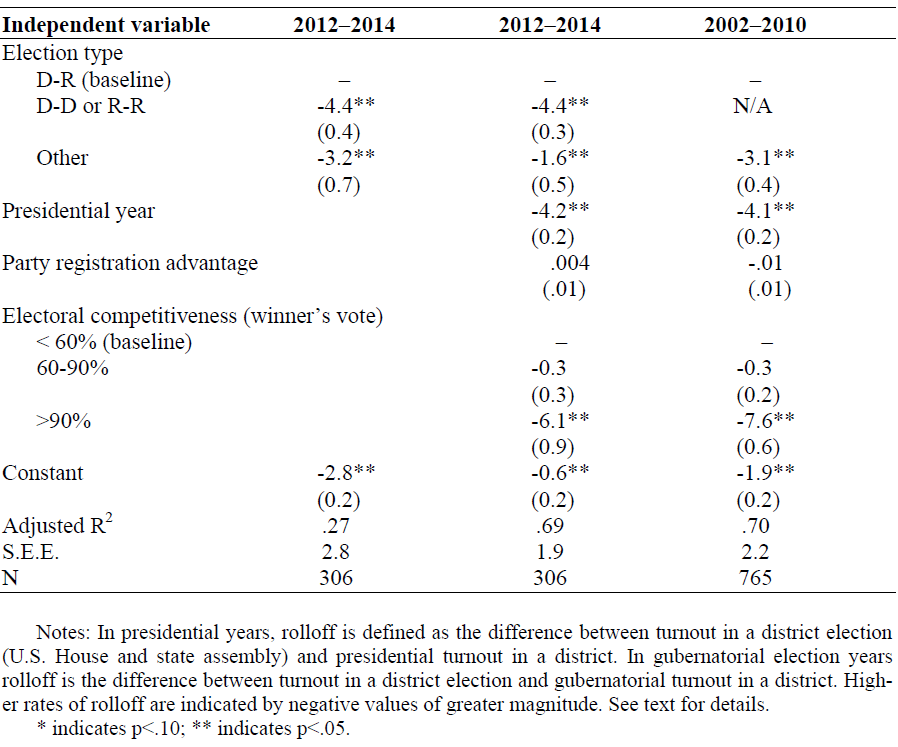 Independent variable 2012–2014 2012–2014 2002–2010
Election type
D-R (baseline) – – –
D-D or R-R -4.4** -4.4** N/A
(0.4) (0.3)
Other -3.2** -1.6** -3.1**
(0.7) (0.5) (0.4)
Presidential year -4.2** -4.1**
(0.2) (0.2)
Party registration advantage .004 -.01
(.01) (.01)
Electoral competitiveness (winner’s vote)
< 60% (baseline) – –
60-90% -0.3 -0.3
(0.3) (0.2)
>90% -6.1** -7.6**
(0.9) (0.6)
Constant -2.8** -0.6** -1.9**
(0.2) (0.2) (0.2)
Adjusted R2 .27 .69 .70
S.E.E. 2.8 1.9 2.2
N 306 306 765
Notes: In presidential years, rolloff is defined as the difference between turnout in a district election
(U.S. House and state assembly) and presidential turnout in a district. In gubernatorial election years
rolloff is the difference between turnout in a district election and gubernatorial turnout in a district. High-
er rates of rolloff are indicated by negative values of greater magnitude. See text for details.
* indicates p<.10; ** indicates p<.05.